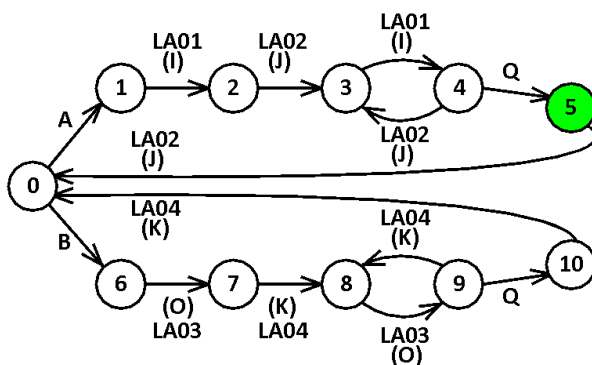 LA01
(I)
LA02
(J)
LA01
(I)
1
2
3
4
Q
5
A
LA02
(J)
LA02
(J)
0
LA04
(K)
LA04
(K)
B
6
7
8
9
10
(O)
LA03
(K)
LA04
LA03
(O)
Q